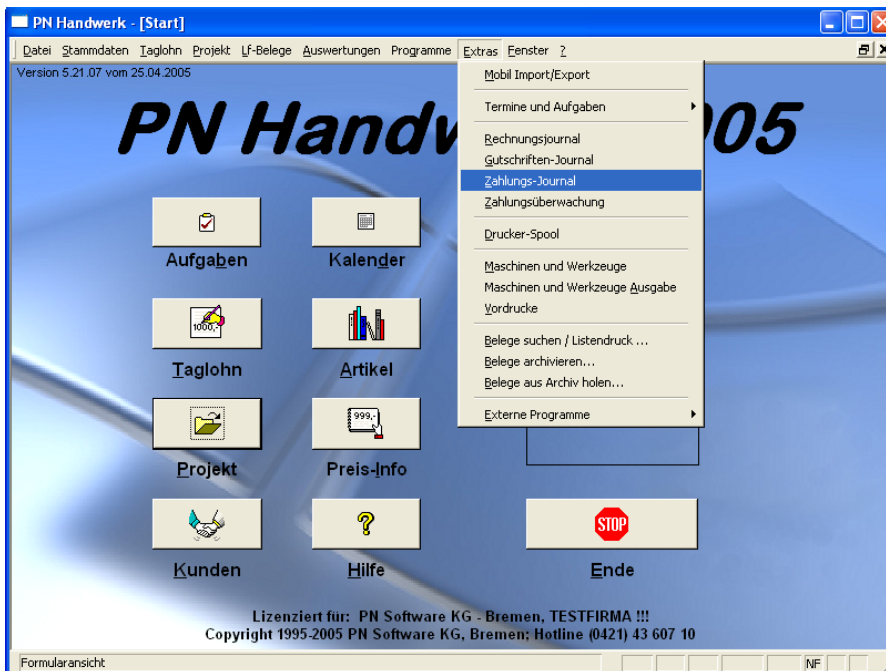 PN Handwerk - [Start]
Datei Stammdaten Taglohn Projekt Lf-Belege Auswertungen Programme Extras Fenster ?
Version 5.21.07 vom 25.04.2005
PN Handw 005
Mobil Import/Export
Termine und Aufgaben
Rechnungsjournal
Gutschriften-Journal
Zahlungs-Journal
Zahlungsüberwachung
Drucker-Spool
Maschinen und Werkzeuge
Maschinen und Werkzeuge Ausgabe
Vordrucke
Belege suchen / Listendruck ...
Belege archivieren...
Belege aus Archiv holen...
Externe Programme
Aufgaben Kalender
1000,-
Taglohn Artikel
999,-
Projekt Preis-Info
STOP
Kunden Hilfe Ende
Lizenziert für: PN Software KG - Bremen, TESTFIRMA !!!
Copyright 1995-2005 PN Software KG, Bremen; Hotline (0421) 43 607 10
Formularansicht NF